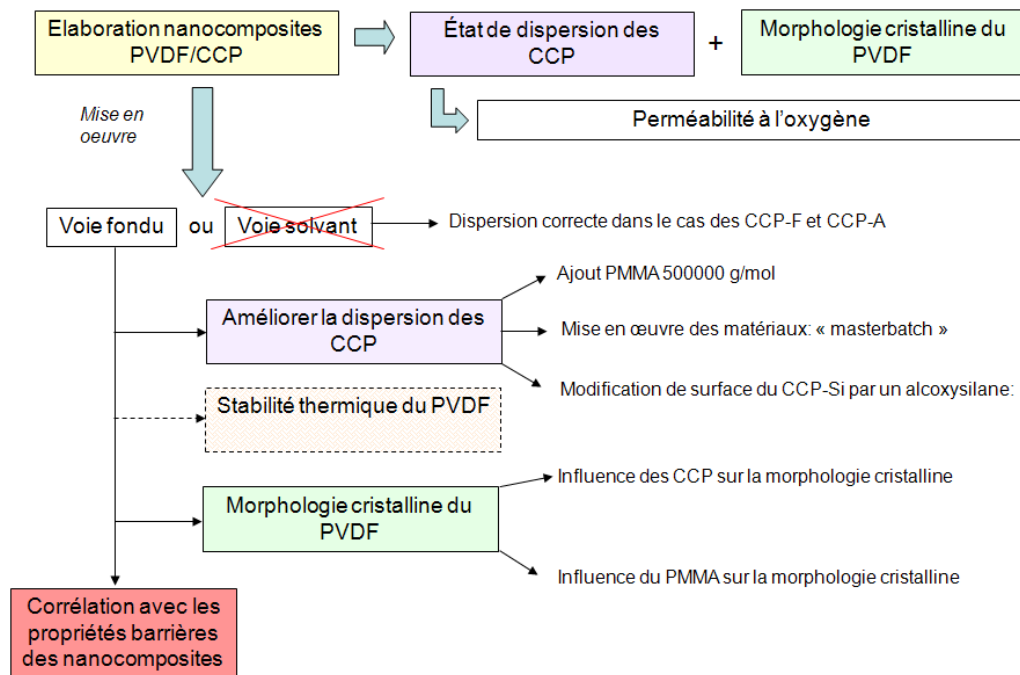 Elaboration nanocomposites
PVDF/CCP
État de dispersion des
CCP
+
Morphologie cristalline du
PVDF
Mise en
oeuvre
Perméabilité à l'oxygène
Voie fondu
ou
Voie solvant
Dispersion correcte dans le cas des CCP-F et CCP-A
Ajout PMMA 500000 g/mol
Améliorer la dispersion des
CCP
Mise en œuvre des matériaux: « masterbatch »
Modification de surface du CCP-Si par un alcoxysilane:
Stabilité thermique du PVDF
Influence des CCP sur la morphologie cristalline
Morphologie cristalline du
PVDF
Influence du PMMA sur la morphologie cristalline
Corrélation avec les
propriétés barrières
des nanocomposites